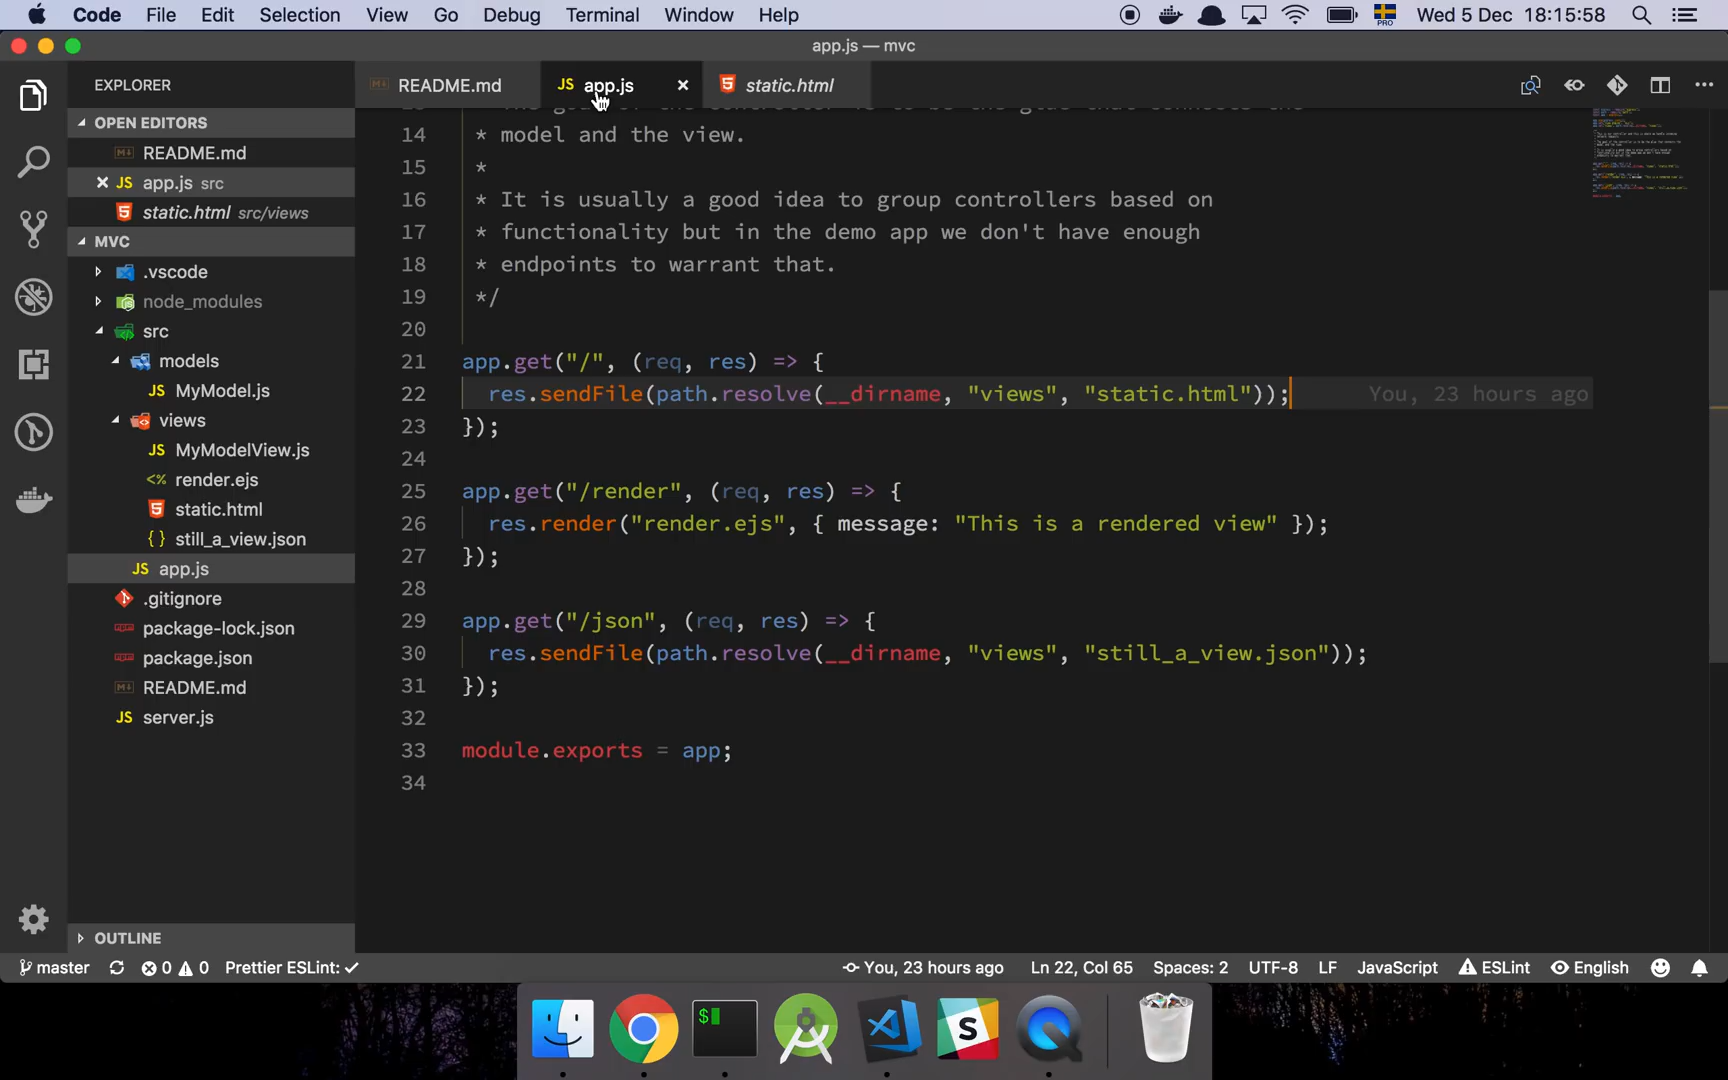 Code File Edit Selection View Go Debug Terminal Window Help PRO Wed 5 Dec 18:15:58
app.js — mvc
EXPLORER
OPEN EDITORS
README.md
app.js src
static.html src/views
MVC
.vscode
node_modules
src
models
JS MyModel.js
views
JS MyModelView.js
<% render.ejs
static.html
{ } still_a_view.json
JS app.js
.gitignore
package-lock.json
package.json
README.md
JS server.js
OUTLINE
README.md JS app.js static.html
14 * model and the view.
15 *
16 * It is usually a good idea to group controllers based on
17 * functionality but in the demo app we don't have enough
18 * endpoints to warrant that.
19 */
20
21 app.get("/", (req, res) => {
22 res.sendFile(path.resolve(__dirname, "views", "static.html")); You, 23 hours ago
23 });
24
25 app.get("/render", (req, res) => {
26 res.render("render.ejs", { message: "This is a rendered view" });
27 });
28
29 app.get("/json", (req, res) => {
30 res.sendFile(path.resolve(__dirname, "views", "still_a_view.json"));
31 });
32
33 module.exports = app;
34
master 0 0 Prettier ESLint: ✓ You, 23 hours ago Ln 22, Col 65 Spaces: 2 UTF-8 LF JavaScript ESLint English
$ S